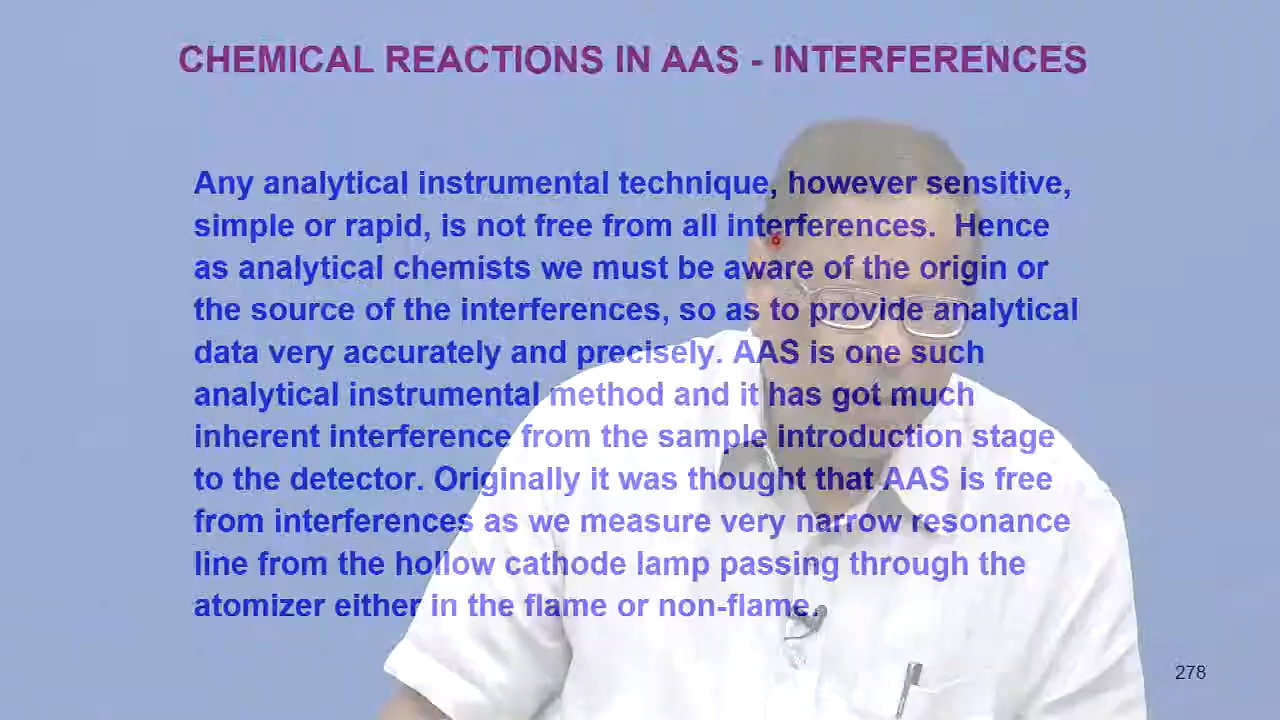 CHEMICAL REACTIONS IN AAS - INTERFERENCES
Any analytical instrumental technique, however sensitive,
simple or rapid, is not free from all interferences. Hence
as analytical chemists we must be aware of the origin or
the source of the interferences, so as to provide analytical
data very accurately and precisely. AAS is one such
analytical instrumental method and it has got much
inherent interference from the sample introduction stage
to the detector. Originally it was thought that AAS is free
from interferences as we measure very narrow resonance
line from the hollow cathode lamp passing through the
atomizer either in the flame or non-flame.
278